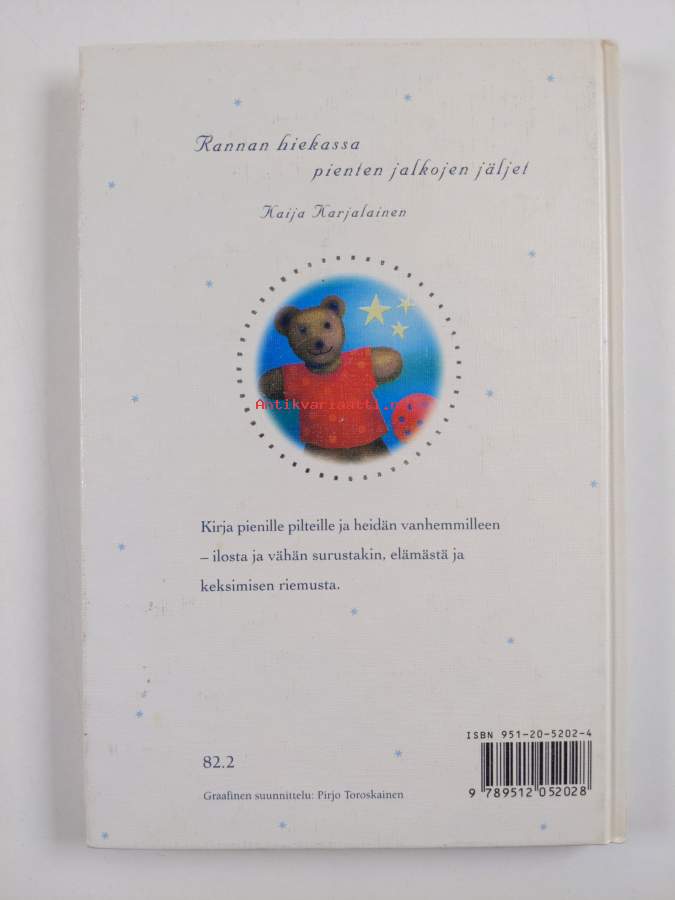 Rannan hiekassa
pienten jalkojen jäljet
Kaija Karjalainen
Antikvariaatti.n
Kirja pienille pilteille ja heidän vanhemmilleen
– ilosta ja vähän surustakin, elämästä ja
keksimisen riemusta.
ISBN 951-20-5202-4
82.2
Graafinen suunnittelu: Pirjo Toroskainen
9 789512 052028